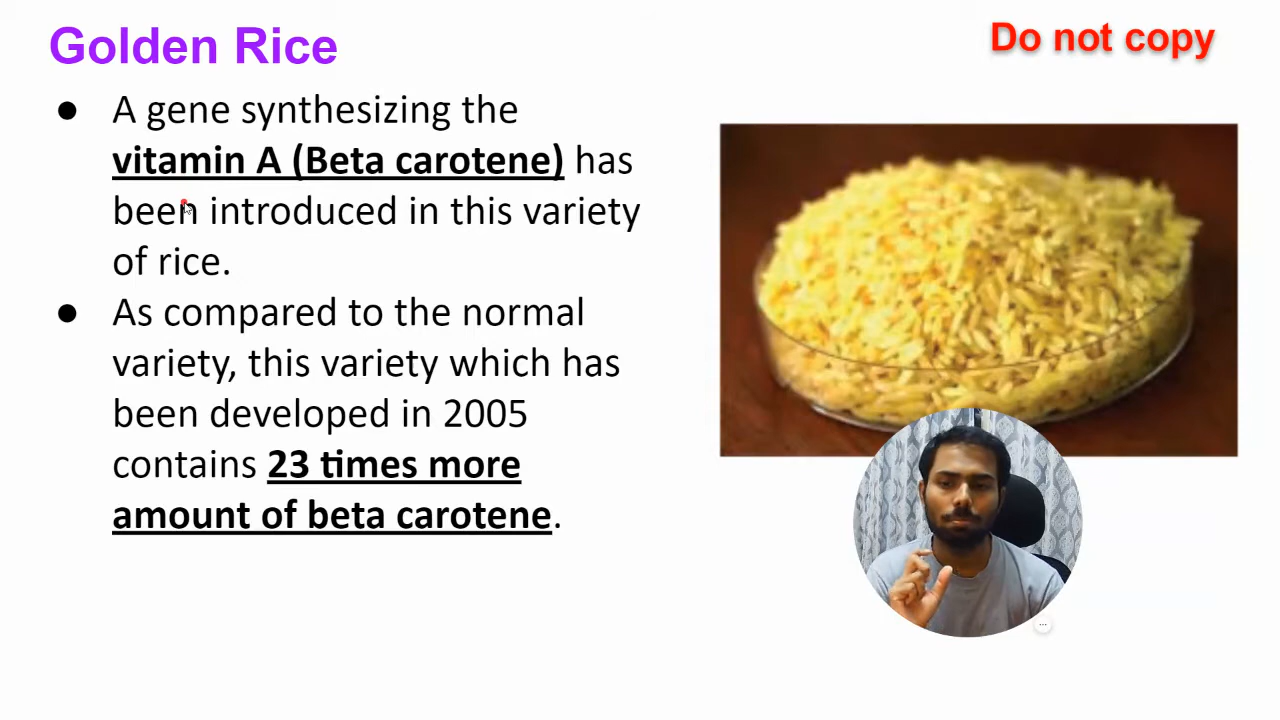 Golden Rice
Do not copy
● A gene synthesizing the
vitamin A (Beta carotene) has
been introduced in this variety
of rice.
● As compared to the normal
variety, this variety which has
been developed in 2005
contains 23 times more
amount of beta carotene.